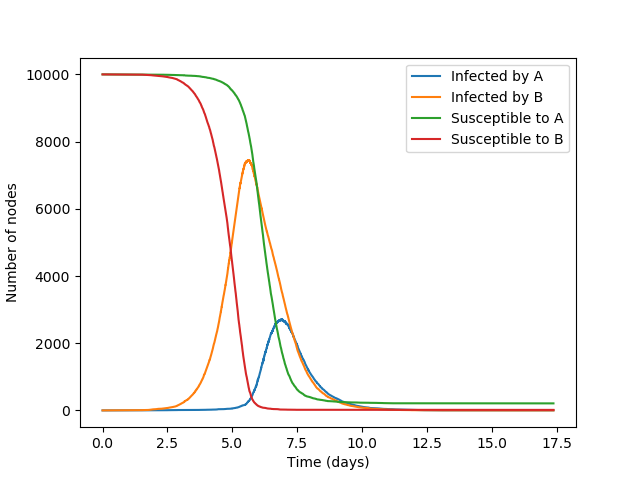 10000
8000
6000
4000
2000
0
Number of nodes
Infected by A
Infected by B
Susceptible to A
Susceptible to B
0.0 2.5 5.0 7.5 10.0 12.5 15.0 17.5
Time (days)